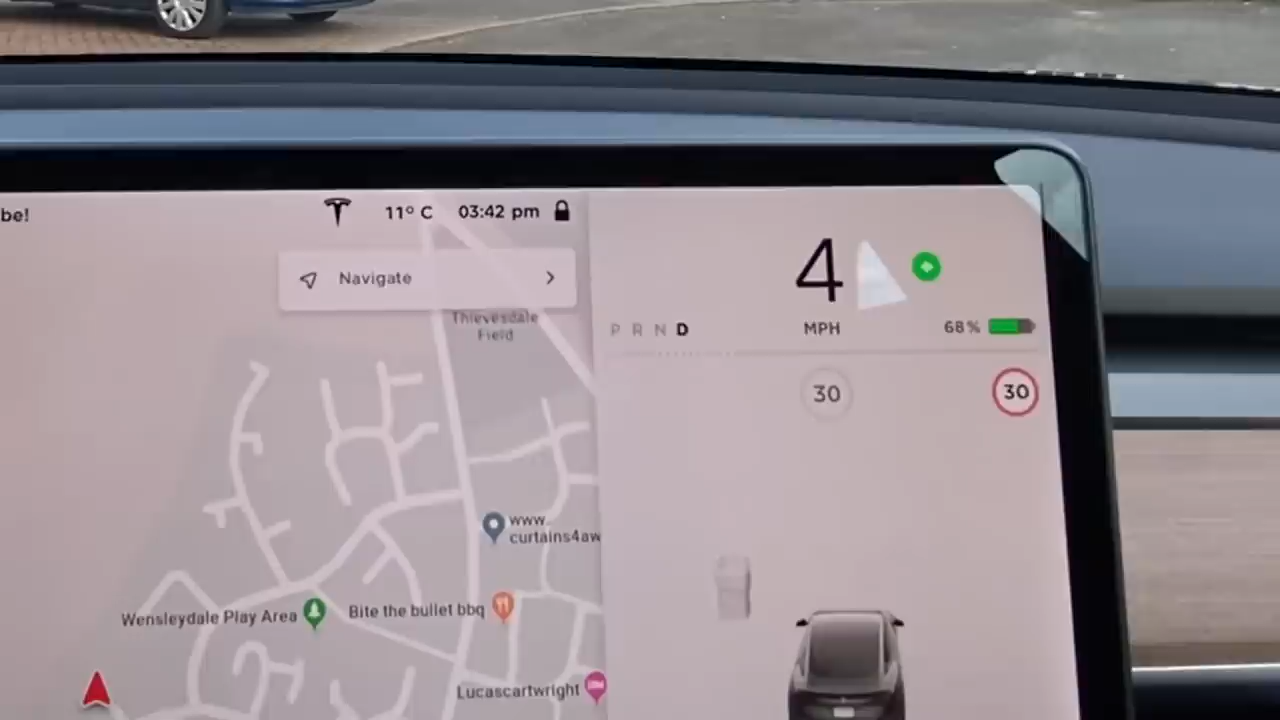 be!
11° C
03:42 pm
Navigate
Thievesdale
Field
www.
curtains4aw
Wensleydale Play Area
Bite the bullet bbq
Lucascartwright
4
MPH
P R N D
68%
30
30